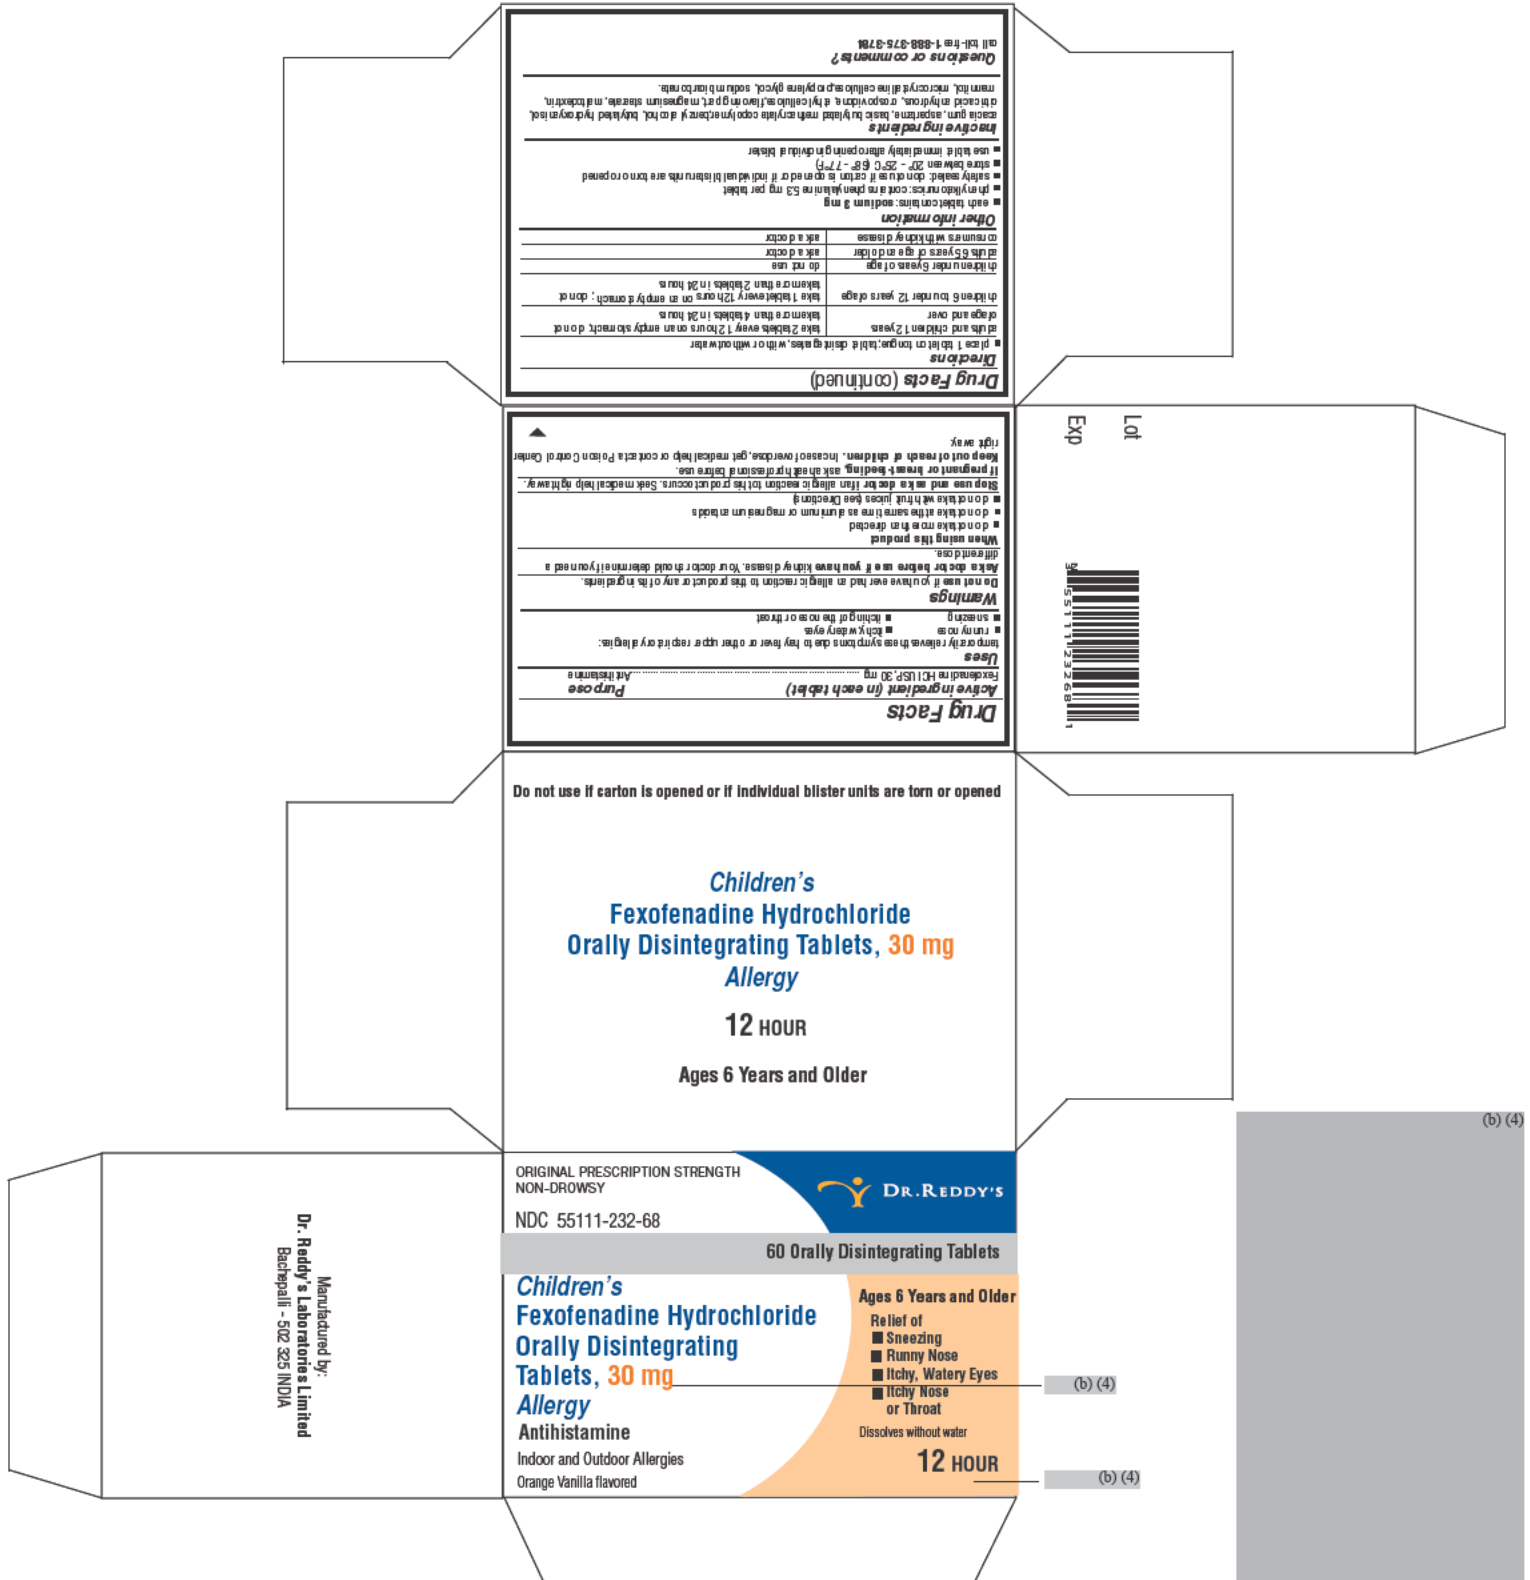 Drug Facts (continued)
Directions
■ place 1 tablet on tongue; tablet disintegrates, with or without water
adults and children 12 years of age and over
take 2 tablets every 12 hours on an empty stomach; do not take more than 4 tablets in 24 hours
children 6 to under 12 years of age
take 1 tablet every 12 hours on an empty stomach; do not take more than 2 tablets in 24 hours
children under 6 years of age
do not use
adults 65 years of age and older
ask a doctor
consumers with kidney disease
ask a doctor
Other information
■ each tablet contains: sodium 3 mg
■ phenylketonurics: contains phenylalanine 5.3 mg per tablet
■ safety sealed: do not use if carton is opened or if individual blister units are torn or opened
■ store between 20° - 25°C (68° - 77°F)
■ use tablet immediately after opening individual blister
Inactive ingredients
acacia gum, aspartame, basic butylated methacrylate copolymer, benzyl alcohol, butylated hydroxyanisol,
citric acid anhydrous, crospovidone, ethylcellulose, flavoring art, magnesium stearate, maltodextrin,
mannitol, microcrystalline cellulose, propylene glycol, sodium bicarbonate.
Questions or comments?
call toll-free 1-888-375-3784
Drug Facts
Active ingredient (in each tablet)
Purpose
Fexofenadine HCl USP, 30 mg ........................Antihistamine
Uses
temporarily relieves these symptoms due to hay fever or other upper respiratory allergies:
■ runny nose ■ itchy, watery eyes
■ sneezing ■ itching of the nose or throat
Warnings
Do not use if you have ever had an allergic reaction to this product or any of its ingredients.
Ask a doctor before use if you have kidney disease. Your doctor should determine if you need a
different dose.
When using this product
■ do not take more than directed
■ do not take at the same time as aluminum or magnesium antacids
■ do not take with fruit juices (see Directions)
Stop use and ask a doctor if an allergic reaction to this product occurs. Seek medical help right away.
If pregnant or breast-feeding, ask a health professional before use.
Keep out of reach of children. In case of overdose, get medical help or contact a Poison Control Center
right away.
Lot
Exp
3 55111 23268 1
Do not use if carton is opened or if individual blister units are torn or opened
Children's
Fexofenadine Hydrochloride
Orally Disintegrating Tablets, 30 mg
Allergy
12 HOUR
Ages 6 Years and Older
ORIGINAL PRESCRIPTION STRENGTH
NON-DROWSY
NDC 55111-232-68
DR.REDDY'S
60 Orally Disintegrating Tablets
Children's
Fexofenadine Hydrochloride
Orally Disintegrating
Tablets, 30 mg
Allergy
Antihistamine
Indoor and Outdoor Allergies
Orange Vanilla flavored
Ages 6 Years and Older
Relief of
■ Sneezing
■ Runny Nose
■ Itchy, Watery Eyes
■ Itchy Nose
or Throat
Dissolves without water
12 HOUR
Manufactured by:
Dr. Reddy's Laboratories Limited
Bachepalli - 502 325 INDIA
(b) (4)
(b) (4)
(b) (4)